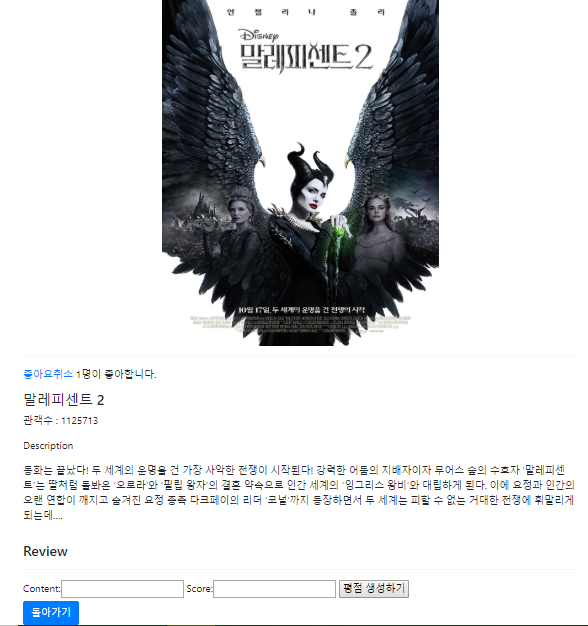 안 젤 리 나 졸 리
Disney
말레피센트 2
10월 17일, 두 세계의 운명을 건 전쟁의 시작
좋아요취소 1명이 좋아합니다.
말레피센트 2
관객수 : 1125713
Description
동화는 끝났다! 두 세계의 운명을 건 가장 사악한 전쟁이 시작된다! 강력한 어둠의 지배자이자 무어스 숲의 수호자 '말레피센
트'는 딸처럼 돌봐온 '오로라'와 '필립 왕자'의 결혼 약속으로 인간 세계의 '잉그리스 왕비'와 대립하게 된다. 이에 요정과 인간의
오랜 연합이 깨지고 숨겨진 요정 종족 다크페이의 리더 '코널'까지 등장하면서 두 세계는 피할 수 없는 거대한 전쟁에 휘말리게
되는데....
Review
Content: Score: 평점 생성하기
돌아가기